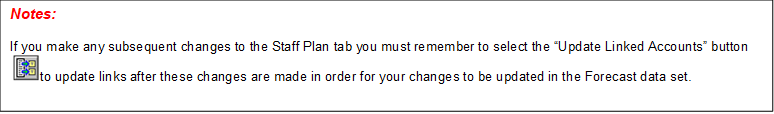 Notes:
If you make any subsequent changes to the Staff Plan tab you must remember to select the “Update Linked Accounts” button
to update links after these changes are made in order for your changes to be updated in the Forecast data set.